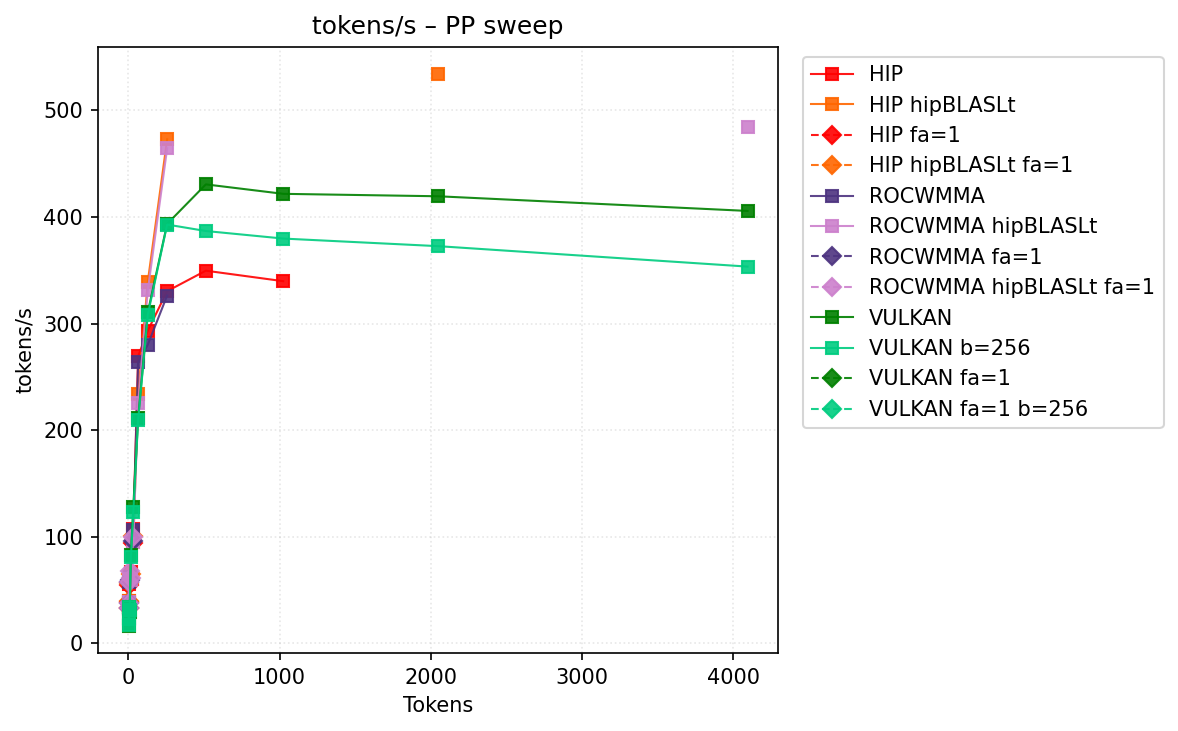 tokens/s – PP sweep
500
400
300
200
100
0
tokens/s
0
1000
2000
3000
4000
Tokens
HIP
HIP hipBLASLt
HIP fa=1
HIP hipBLASLt fa=1
ROCWMMA
ROCWMMA hipBLASLt
ROCWMMA fa=1
ROCWMMA hipBLASLt fa=1
VULKAN
VULKAN b=256
VULKAN fa=1
VULKAN fa=1 b=256